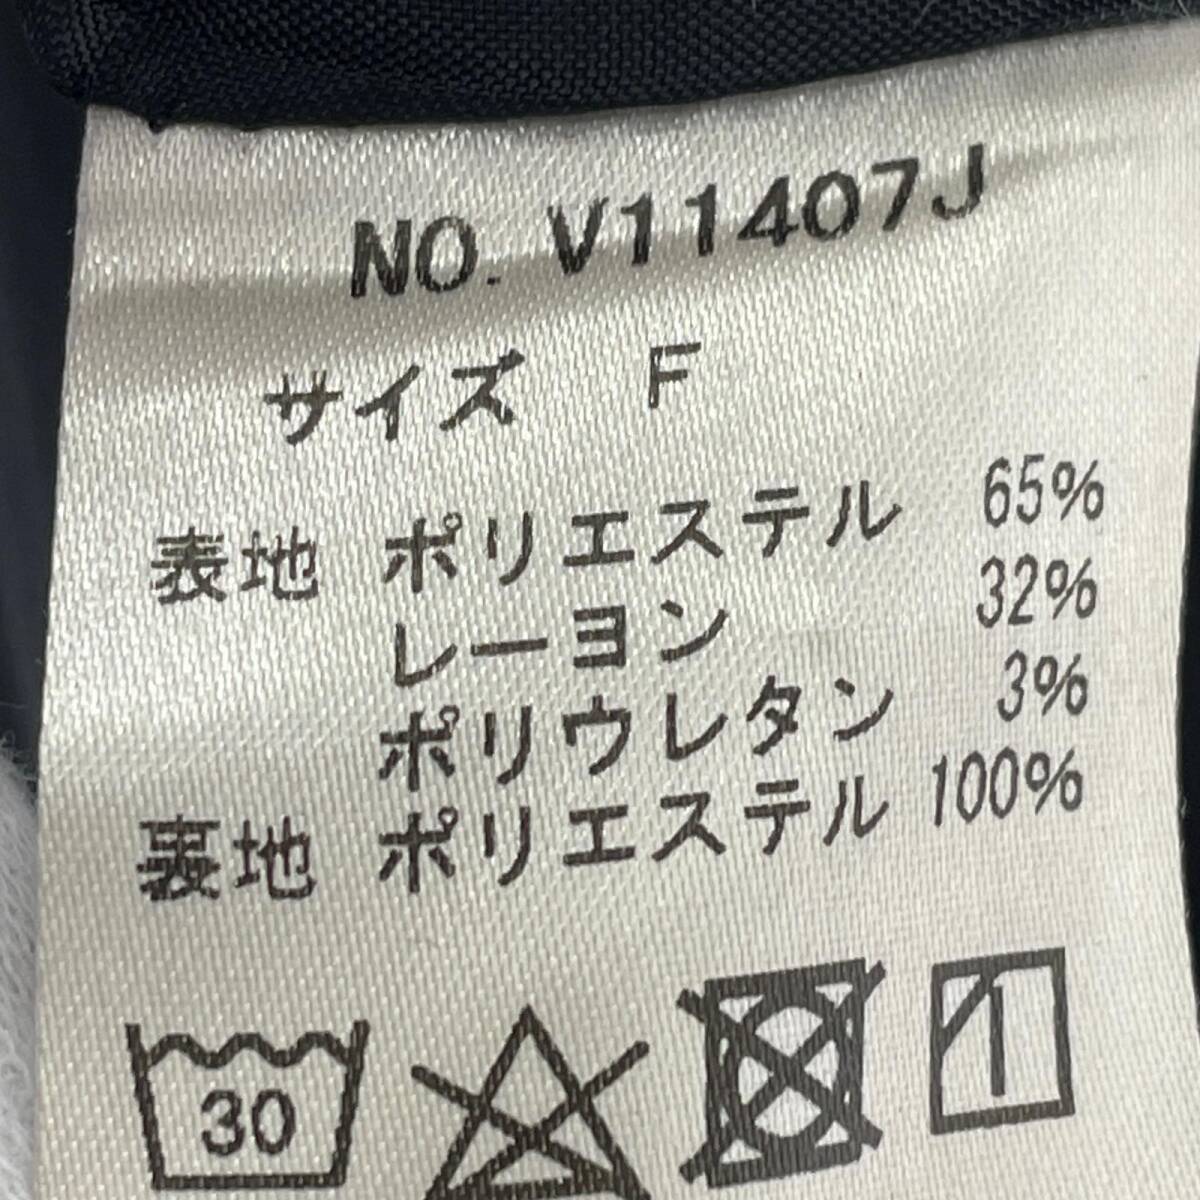 NO. V11407J
サイズ F
表地 ポリエステル 65%
レーヨン 32%
ポリウレタン 3%
裏地 ポリエステル 100%
30